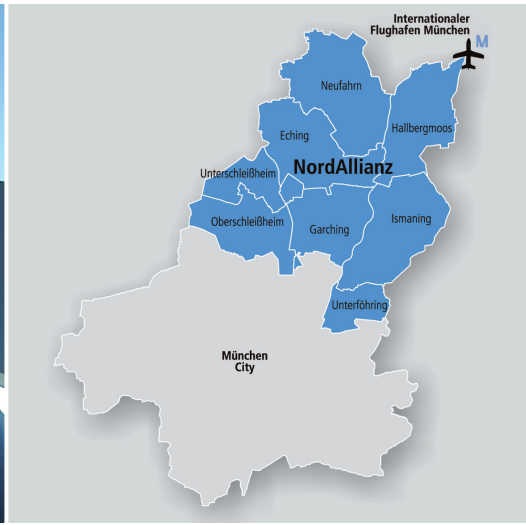 Internationaler
Flughafen München
M
Neufahrn
Hallbergmoos
Eching
NordAllianz
Unterschleißheim
Oberschleißheim
Garching
Ismaning
Unterföhring
München
City